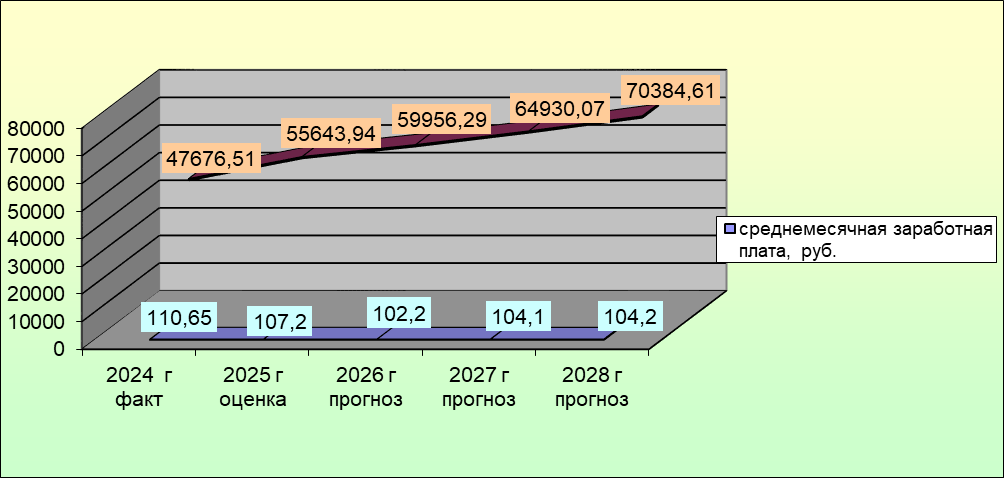 70384,61
64930,07
59956,29
55643,94
47676,51
80000
70000
60000
50000
40000
30000
20000
10000
0
среднемесячная заработная
плата,  руб.
110,65
107,2
102,2
104,1
104,2
2024  г
факт
2025 г
оценка
2026 г
прогноз
2027 г
прогноз
2028 г
прогноз